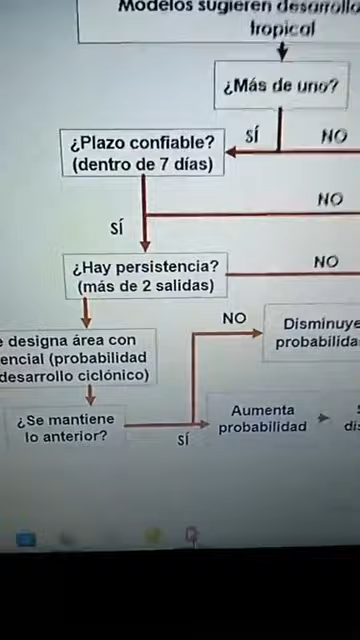 Modelos sugieren desarrollo
tropical
¿Más de uno?
SÍ
NO
¿Plazo confiable?
(dentro de 7 días)
NO
SÍ
¿Hay persistencia?
(más de 2 salidas)
NO
NO
Disminuye
probabilida
e designa área con
encial (probabilidad
desarrollo ciclónico)
¿Se mantiene
lo anterior?
SÍ
Aumenta
probabilidad
dis